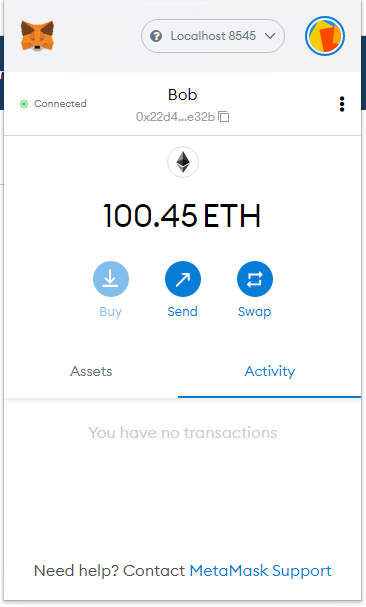 Localhost 8545
Connected
Bob
0x22d4...e32b
100.45 ETH
Buy
Send
Swap
Assets
Activity
You have no transactions
Need help? Contact MetaMask Support